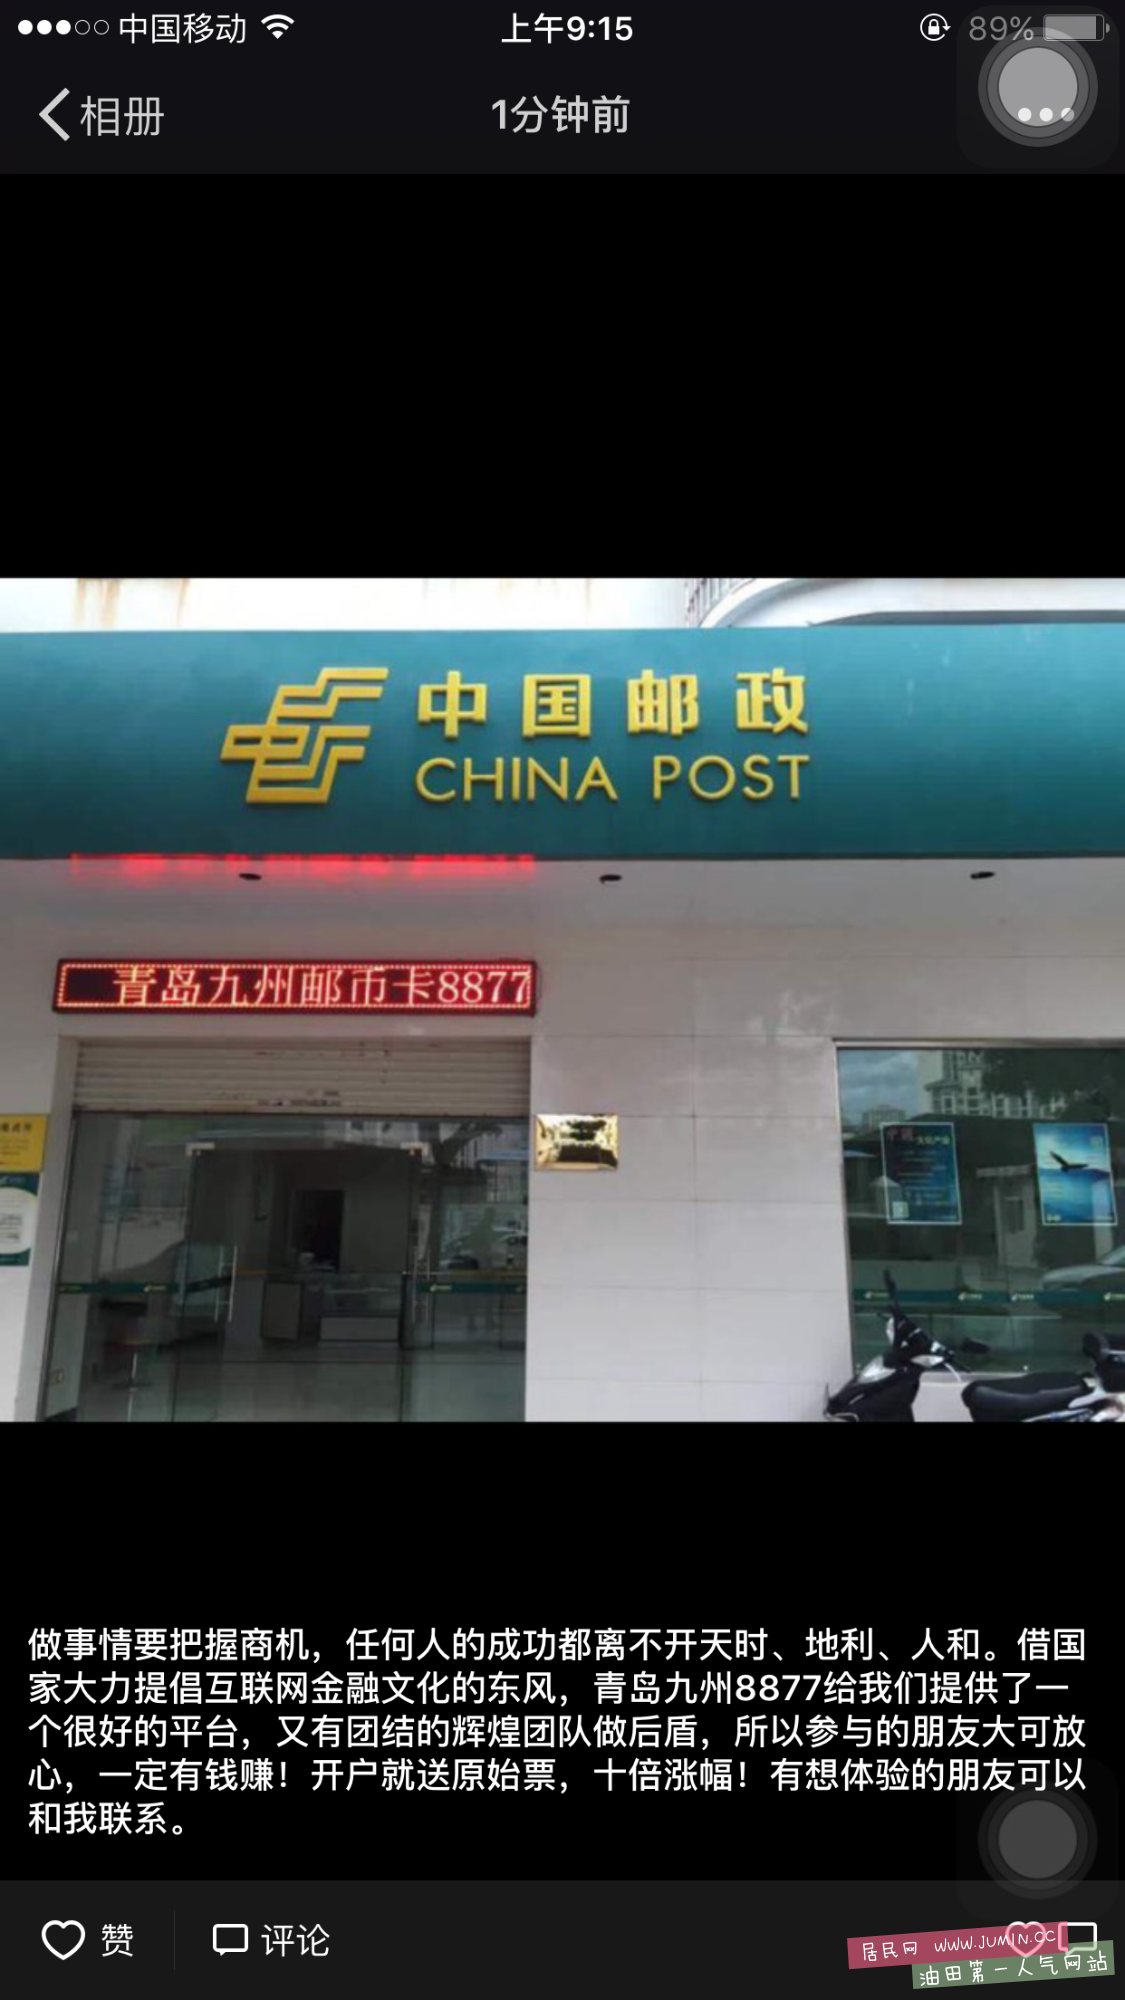 中国移动 上午9:15 89%
相册 1分钟前
中国邮政
CHINA POST
青岛九州邮币卡8877
做事情要把握商机，任何人的成功都离不开天时、地利、人和。借国
家大力提倡互联网金融文化的东风，青岛九州8877给我们提供了一
个很好的平台，又有团结的辉煌团队做后盾，所以参与的朋友大可放
心，一定有钱赚！开户就送原始票，十倍涨幅！有想体验的朋友可以
和我联系。
赞 评论
居民网 www.JUMIN.CC
油田第一人气网站